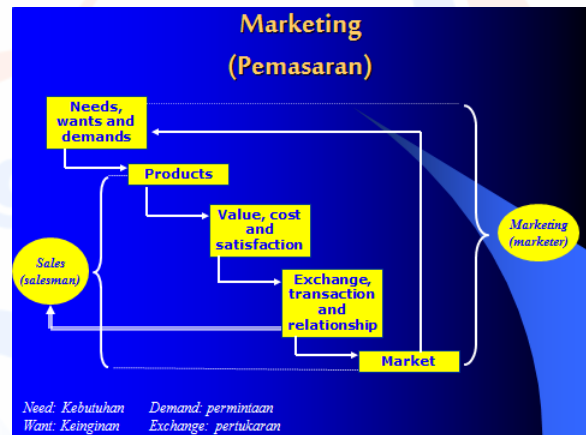 Marketing
(Pemasaran)
Needs,
wants and
demands
Products
Value, cost
and
satisfaction
Marketing
(marketer)
Sales
(salesman)
Exchange,
transaction
and
relationship
Market
Need: Kebutuhan Demand: permintaan
Want: Keinginan Exchange: pertukaran